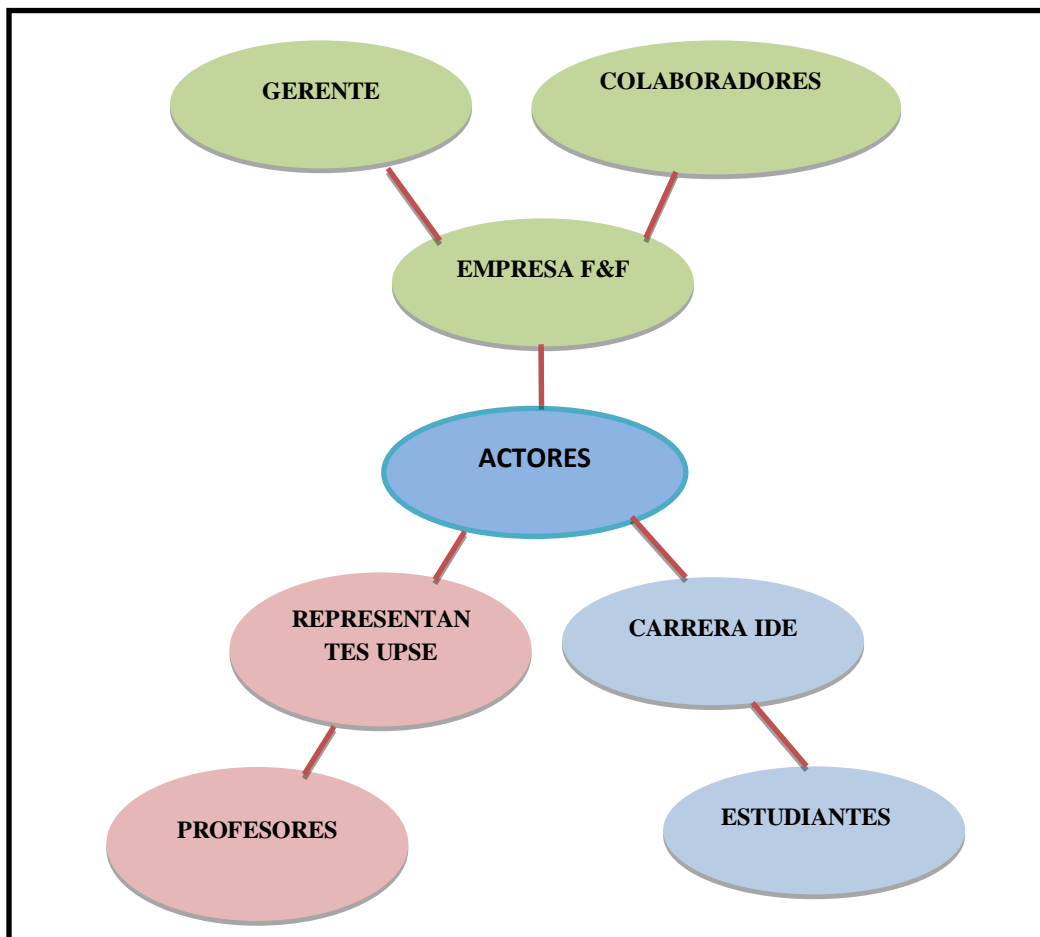 GERENTE
COLABORADORES
EMPRESA F&F
ACTORES
REPRESENTAN
TES UPSE
CARRERA IDE
PROFESORES
ESTUDIANTES